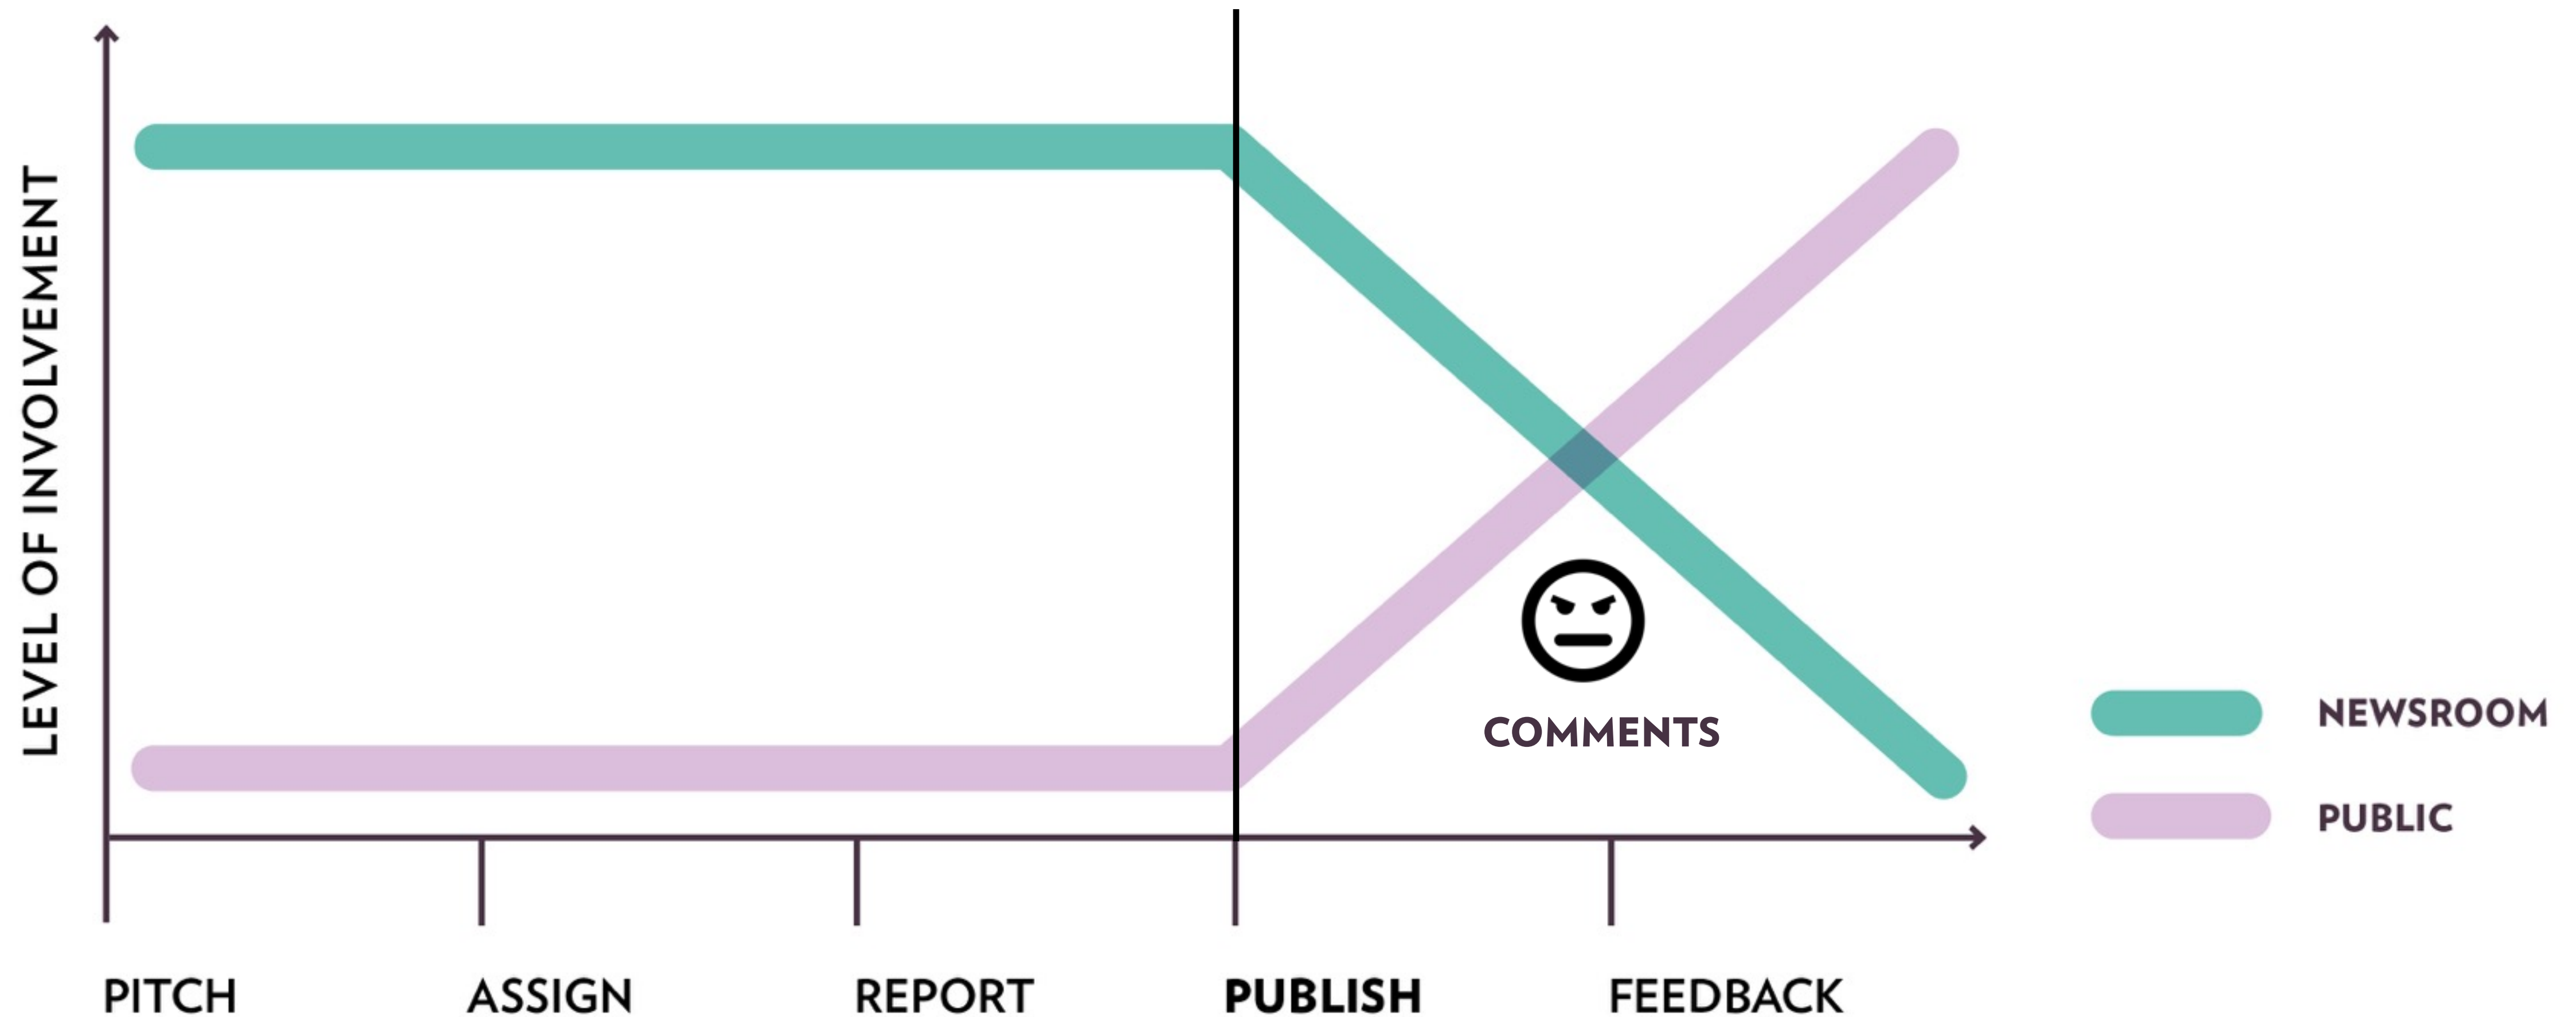 LEVEL OF INVOLVEMENT
COMMENTS
NEWSROOM
PUBLIC
PITCH
ASSIGN
REPORT
PUBLISH
FEEDBACK